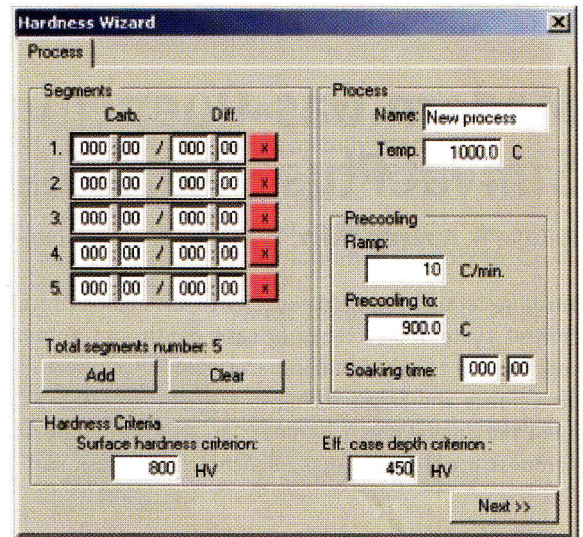 Hardness Wizard X
Process
Segments
Carb. Diff.
1. 000:00 / 000:00 x
2. 000:00 / 000:00 x
3. 000:00 / 000:00 x
4. 000:00 / 000:00 x
5. 000:00 / 000:00 x
Total segments number: 5
Add Clear
Process
Name: New process
Temp. 1000.0 C
Precooling
Ramp:
10 C/min.
Precooling to:
900.0 C
Soaking time: 000:00
Hardness Criteria
Surface hardness criterion: Eff. case depth criterion :
800 HV 450 HV
Next >>